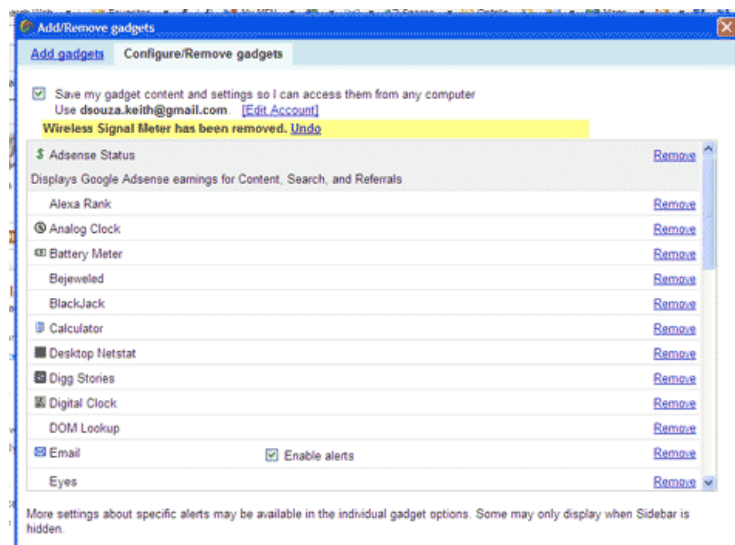 Add/Remove gadgets
Add gadgets Configure/Remove gadgets
Save my gadget content and settings so I can access them from any computer
Use dsouza.keith@gmail.com [Edit Account]
Wireless Signal Meter has been removed. Undo
Adsense Status Remove
Displays Google Adsense earnings for Content, Search, and Referrals
Alexa Rank Remove
Analog Clock Remove
Battery Meter Remove
Bejeweled Remove
BlackJack Remove
Calculator Remove
Desktop Netstat Remove
Digg Stories Remove
Digital Clock Remove
DOM Lookup Remove
Email Enable alerts Remove
Eyes Remove
More settings about specific alerts may be available in the individual gadget options. Some may only display when Sidebar is
hidden.